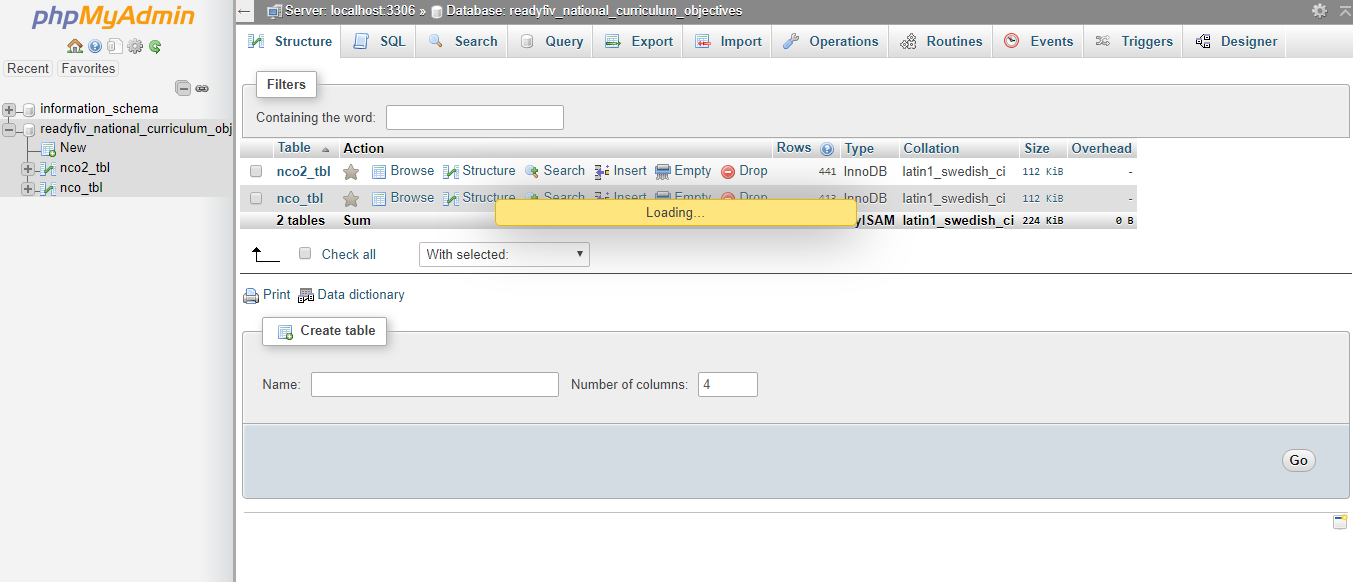 phpMyAdmin
Recent Favorites
information_schema
readyfiv_national_curriculum_obj
New
nco2_tbl
nco_tbl
Server: localhost:3306 » Database: readyfiv_national_curriculum_objectives
Structure SQL Search Query Export Import Operations Routines Events Triggers Designer
Filters
Containing the word:
Table Action Rows Type Collation Size Overhead
nco2_tbl Browse Structure Search Insert Empty Drop 441 InnoDB latin1_swedish_ci 112 KiB -
nco_tbl Browse Structure Search Insert Empty Drop 413 InnoDB latin1_swedish_ci 112 KiB -
Loading...
2 tables Sum yISAM latin1_swedish_ci 224 KiB 0 B
Check all With selected:
Print Data dictionary
Create table
Name: Number of columns: 4
Go